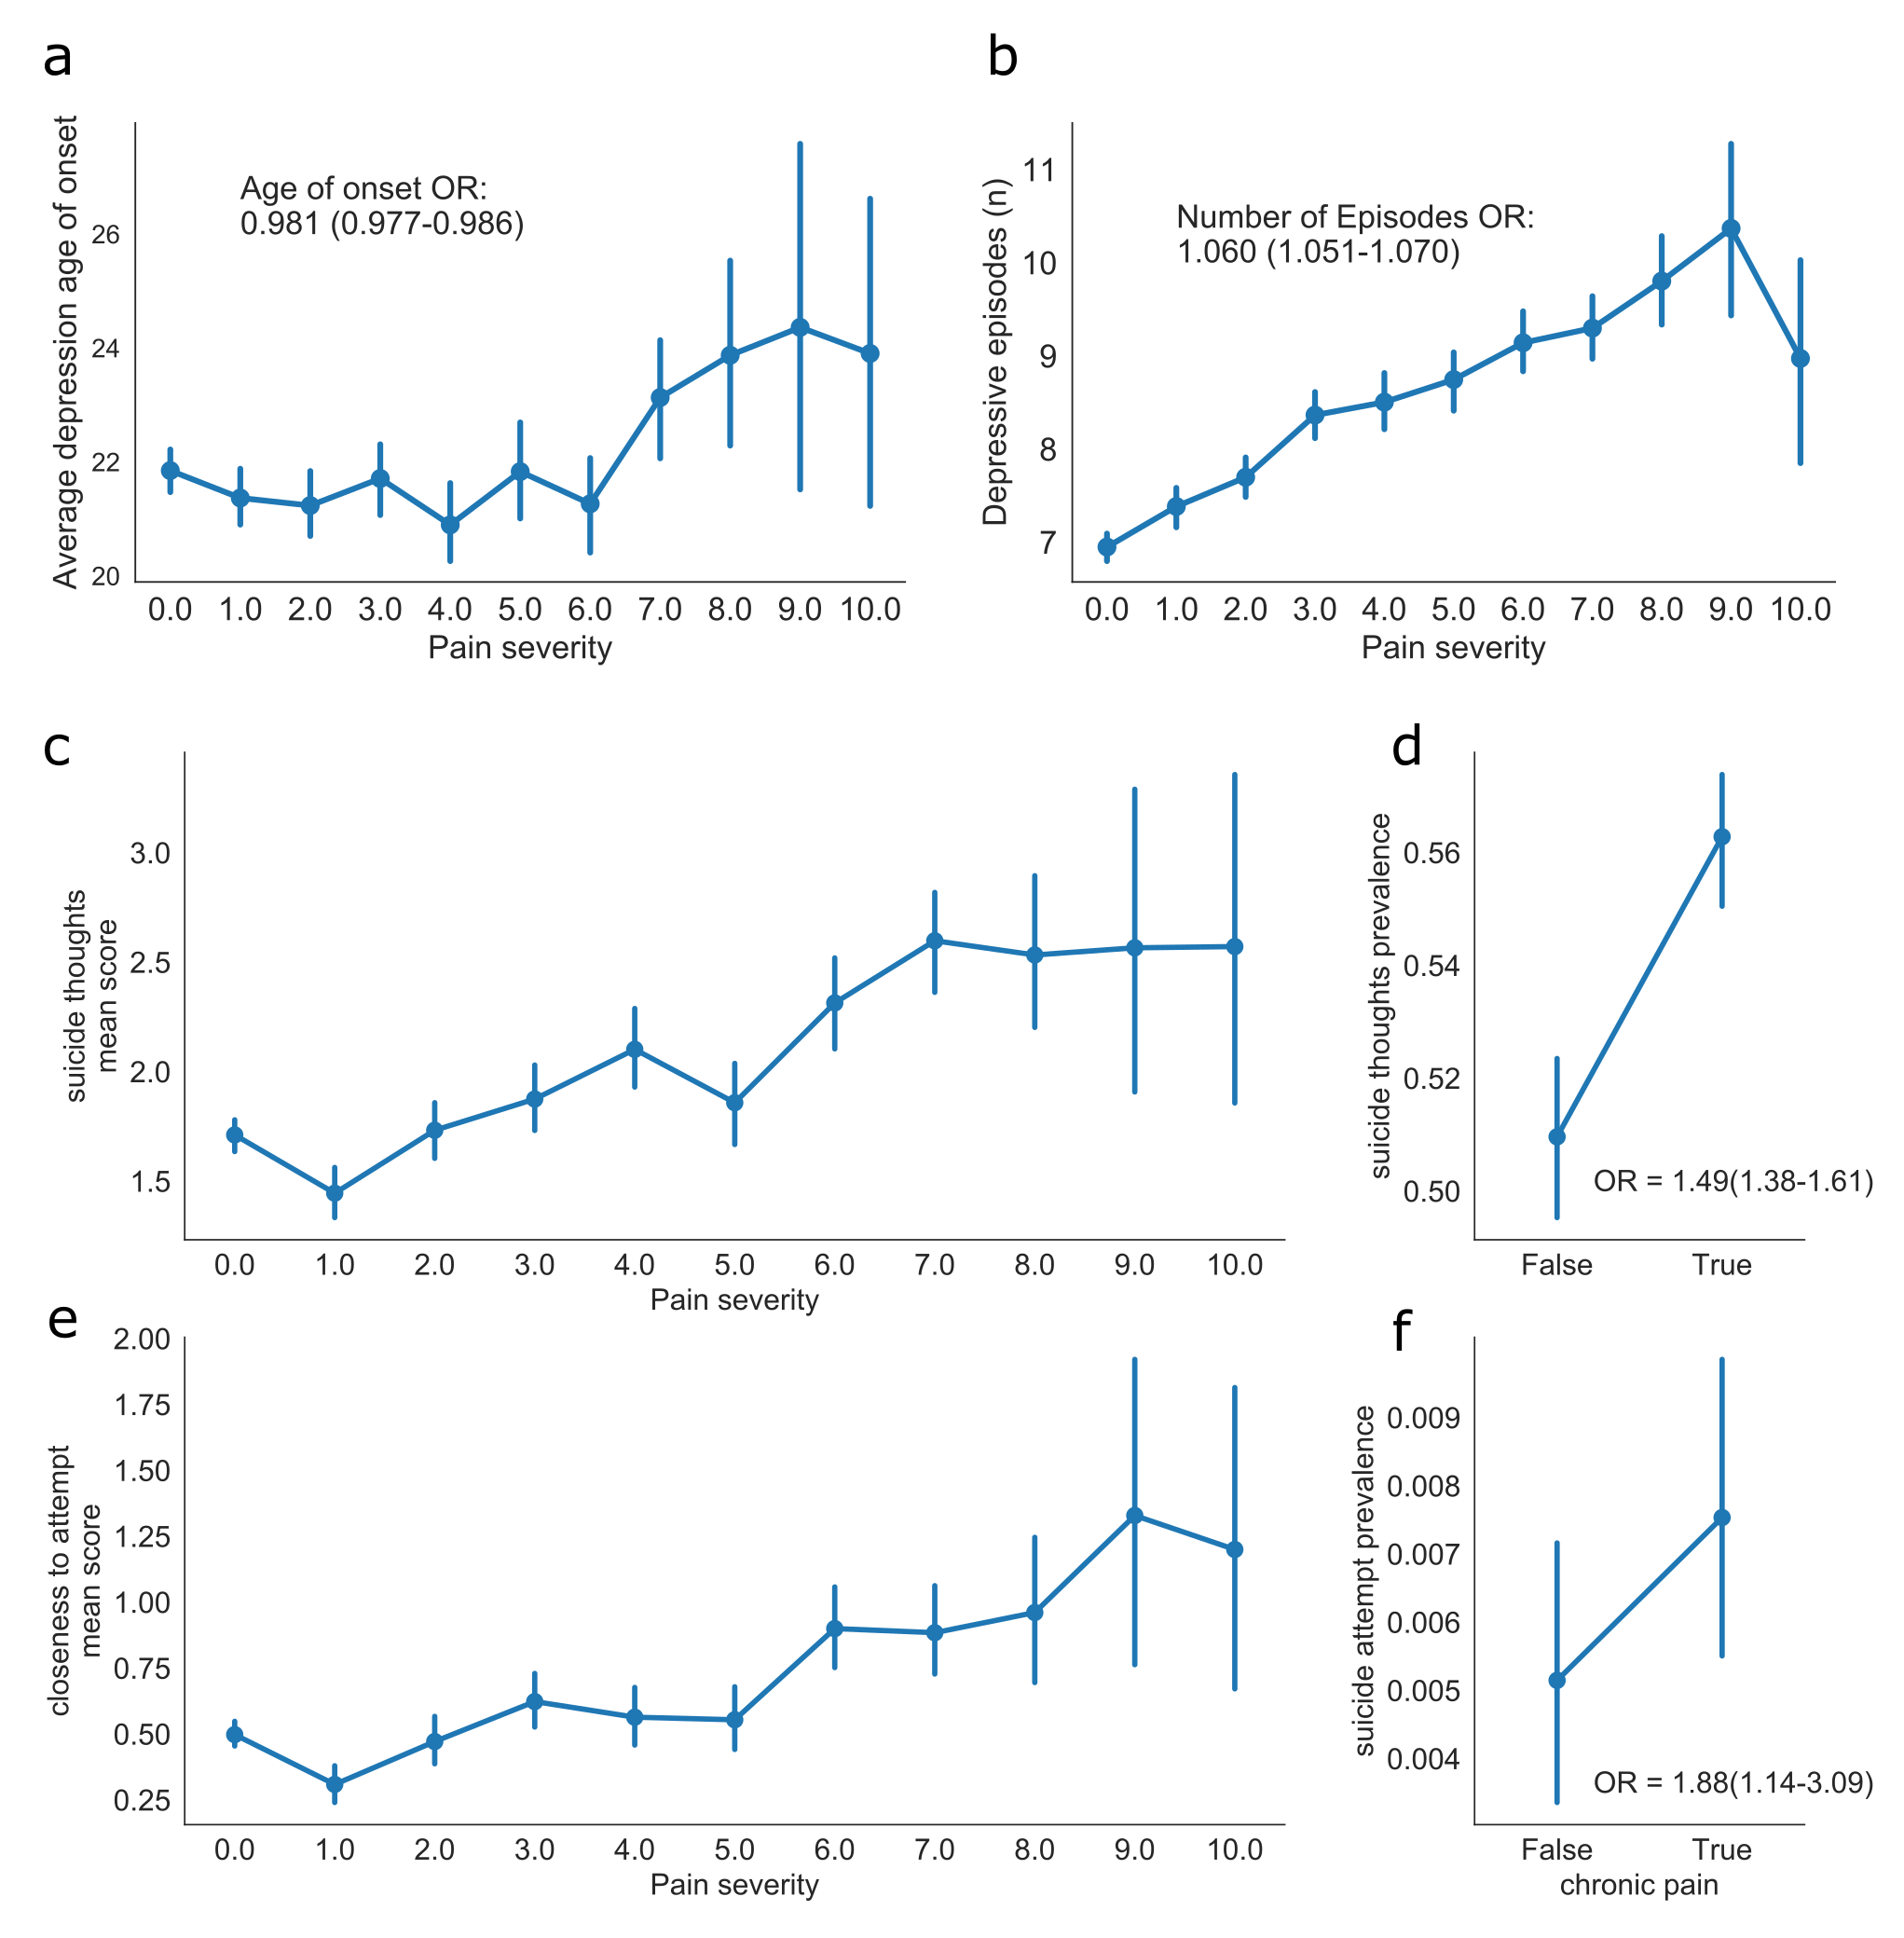 a
Average depression age of onset
26
24
22
20
Age of onset OR:
0.981 (0.977-0.986)
0.0 1.0 2.0 3.0 4.0 5.0 6.0 7.0 8.0 9.0 10.0
Pain severity
b
Depressive episodes (n)
11
10
9
8
7
Number of Episodes OR:
1.060 (1.051-1.070)
0.0 1.0 2.0 3.0 4.0 5.0 6.0 7.0 8.0 9.0 10.0
Pain severity
c
suicide thoughts
mean score
3.0
2.5
2.0
1.5
0.0 1.0 2.0 3.0 4.0 5.0 6.0 7.0 8.0 9.0 10.0
Pain severity
d
suicide thoughts prevalence
0.56
0.54
0.52
0.50
OR = 1.49(1.38-1.61)
False True
e
closeness to attempt
mean score
2.00
1.75
1.50
1.25
1.00
0.75
0.50
0.25
0.0 1.0 2.0 3.0 4.0 5.0 6.0 7.0 8.0 9.0 10.0
Pain severity
f
suicide attempt prevalence
0.009
0.008
0.007
0.006
0.005
0.004
OR = 1.88(1.14-3.09)
False True
chronic pain